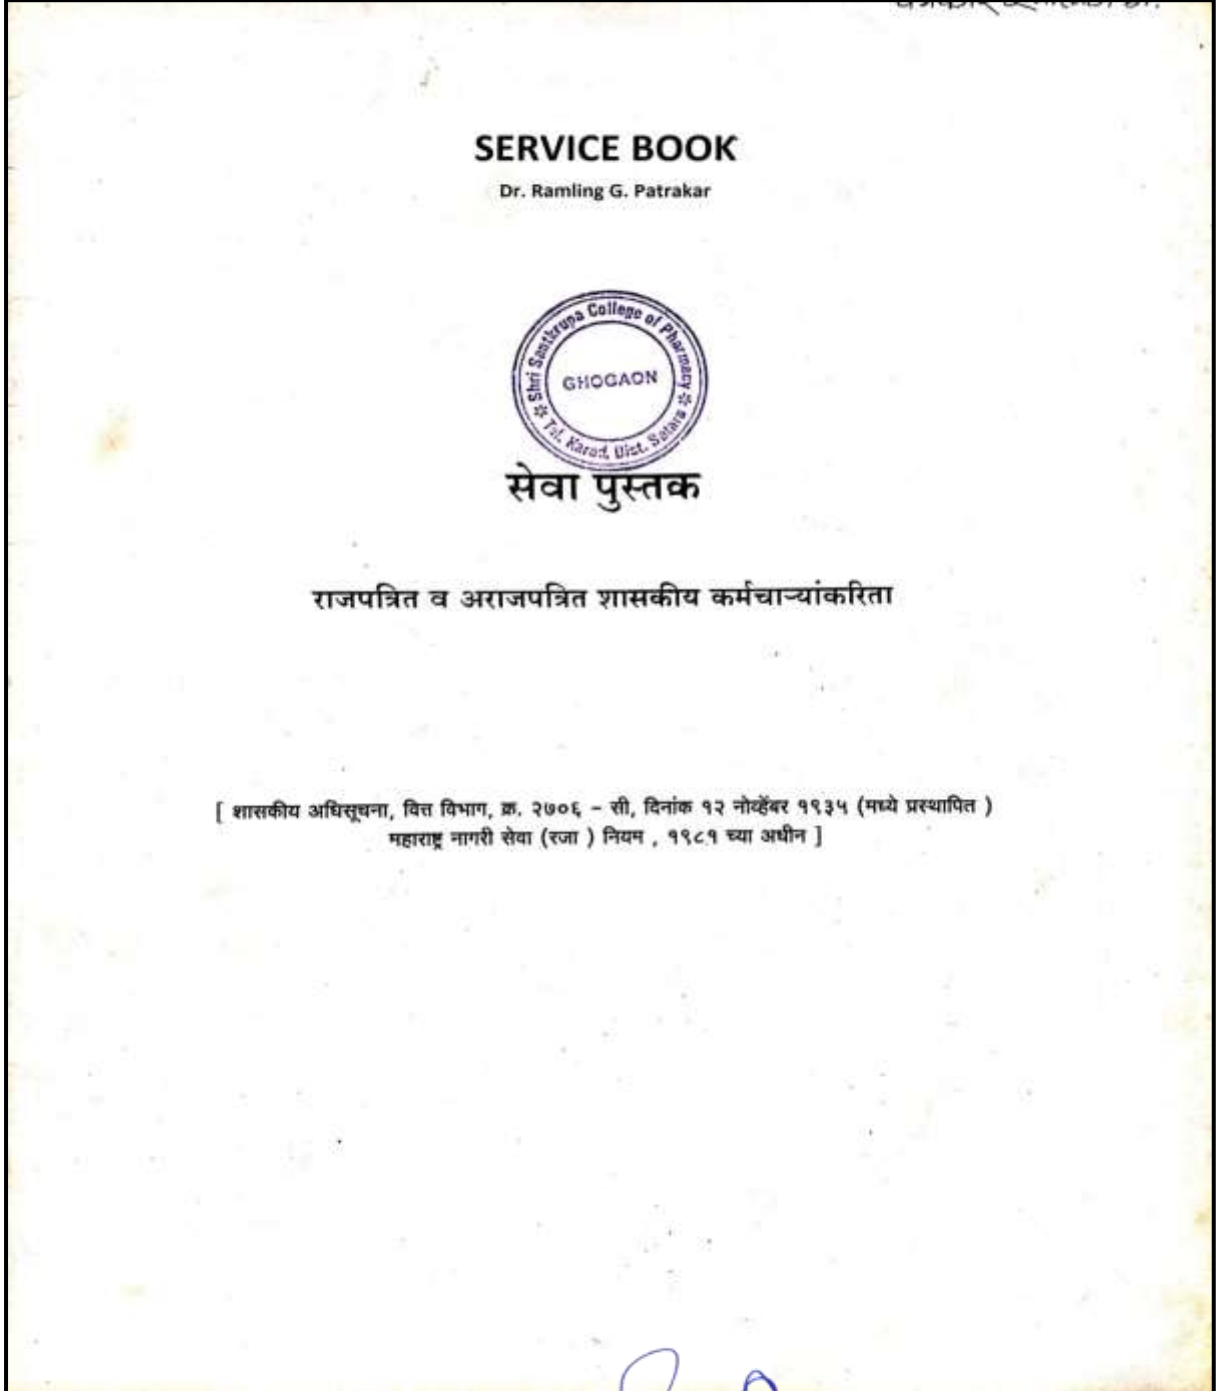 SERVICE BOOK
Dr. Ramling G. Patrakar
Shri Santkrupa College of Pharmacy
GHOGAON
Tal. Karad, Dist. Satara
सेवा पुस्तक
राजपत्रित व अराजपत्रित शासकीय कर्मचाऱ्यांकरिता
[ शासकीय अधिसूचना, वित्त विभाग, क्र. २७०६ – सी, दिनांक १२ नोव्हेंबर १९३५ (मध्ये प्रस्थापित )
महाराष्ट्र नागरी सेवा (रजा ) नियम , १९८१ च्या अधीन ]